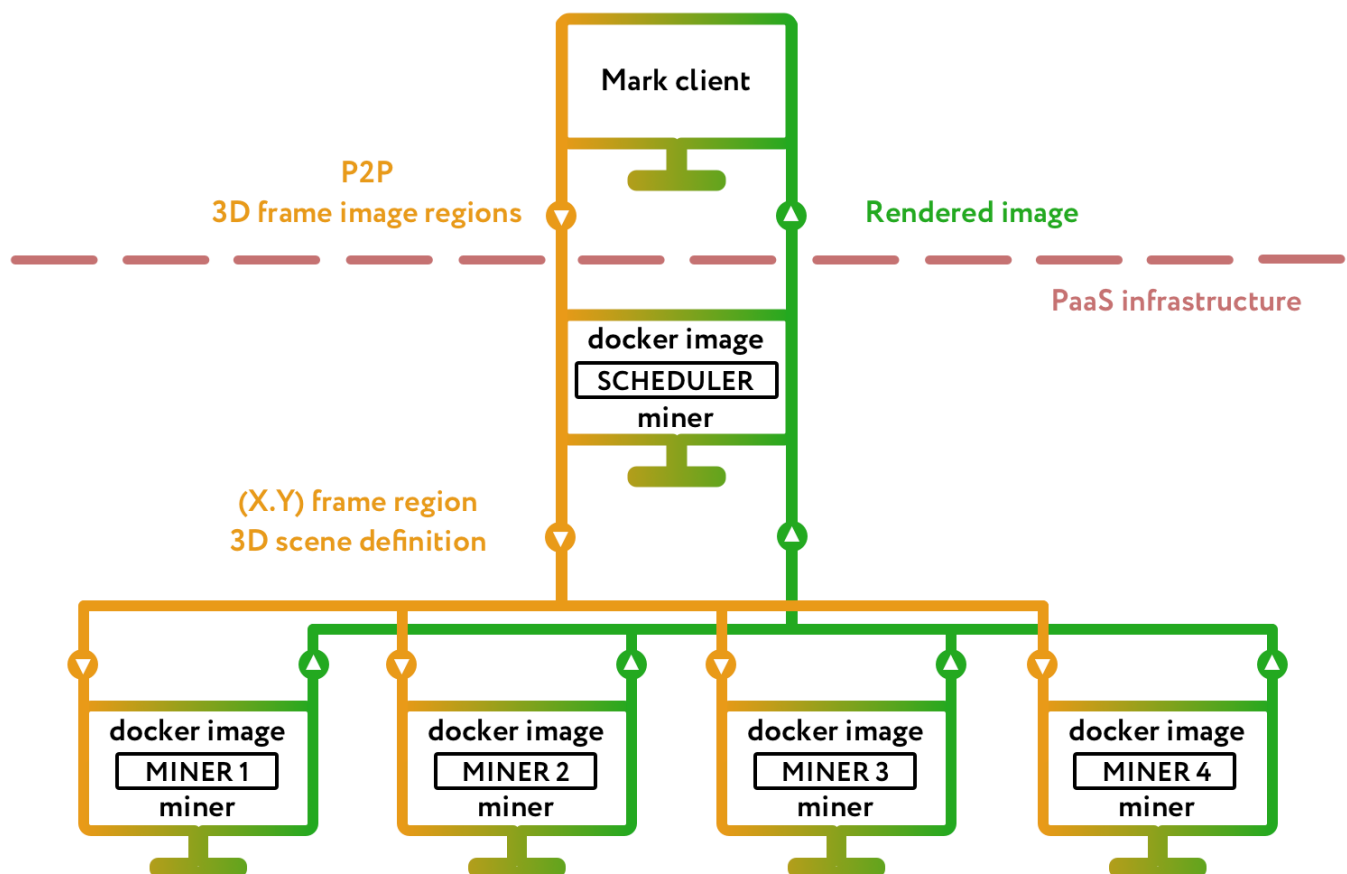 Mark client
P2P
3D frame image regions
Rendered image
PaaS infrastructure
docker image
SCHEDULER
miner
(X.Y) frame region
3D scene definition
docker image
MINER 1
miner
docker image
MINER 2
miner
docker image
MINER 3
miner
docker image
MINER 4
miner